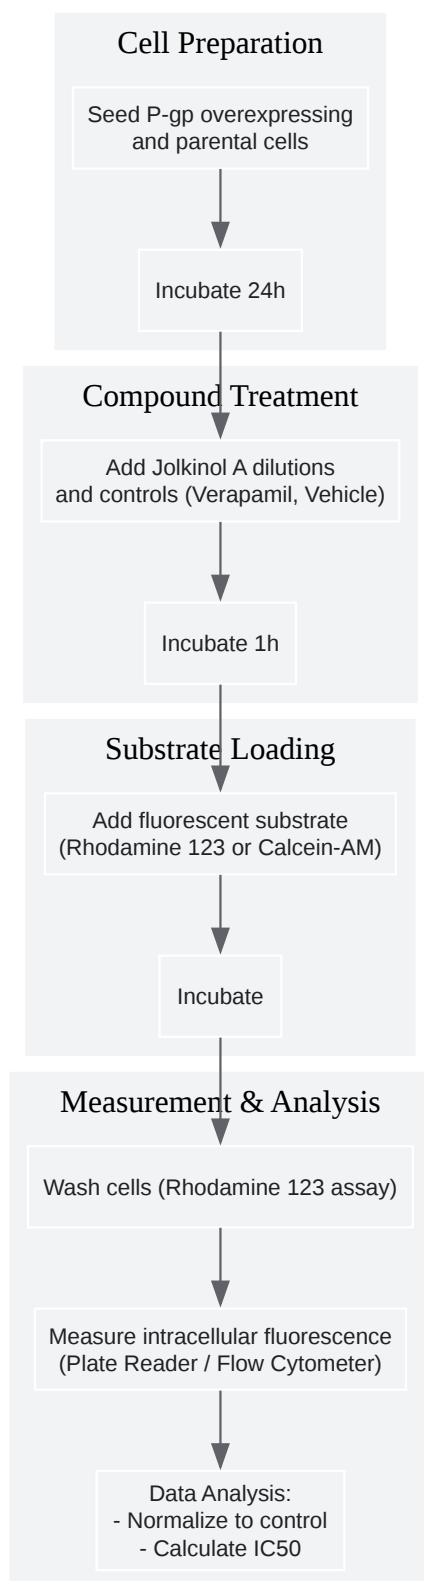 Cell Preparation
Seed P-gp overexpressing
and parental cells
Incubate 24h
Compound Treatment
Add Jolkinol A dilutions
and controls (Verapamil, Vehicle)
Incubate 1h
Substrate Loading
Add fluorescent substrate
(Rhodamine 123 or Calcein-AM)
Incubate
Measurement & Analysis
Wash cells (Rhodamine 123 assay)
Measure intracellular fluorescence
(Plate Reader / Flow Cytometer)
Data Analysis:
- Normalize to control
- Calculate IC50